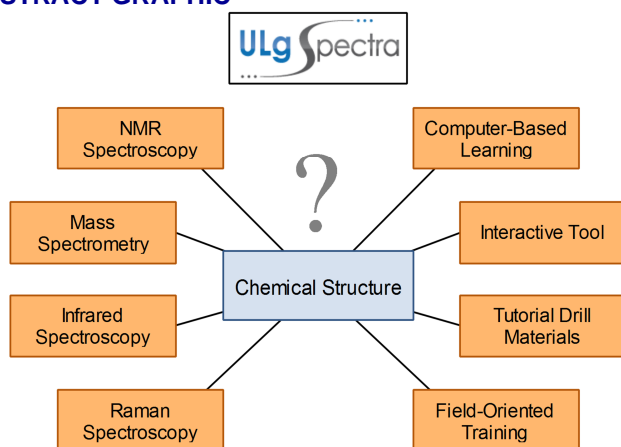 ULg Spectra
NMR
Spectroscopy
Computer-Based
Learning
?
Mass
Spectrometry
Interactive Tool
Chemical Structure
Infrared
Spectroscopy
Tutorial Drill
Materials
Raman
Spectroscopy
Field-Oriented
Training